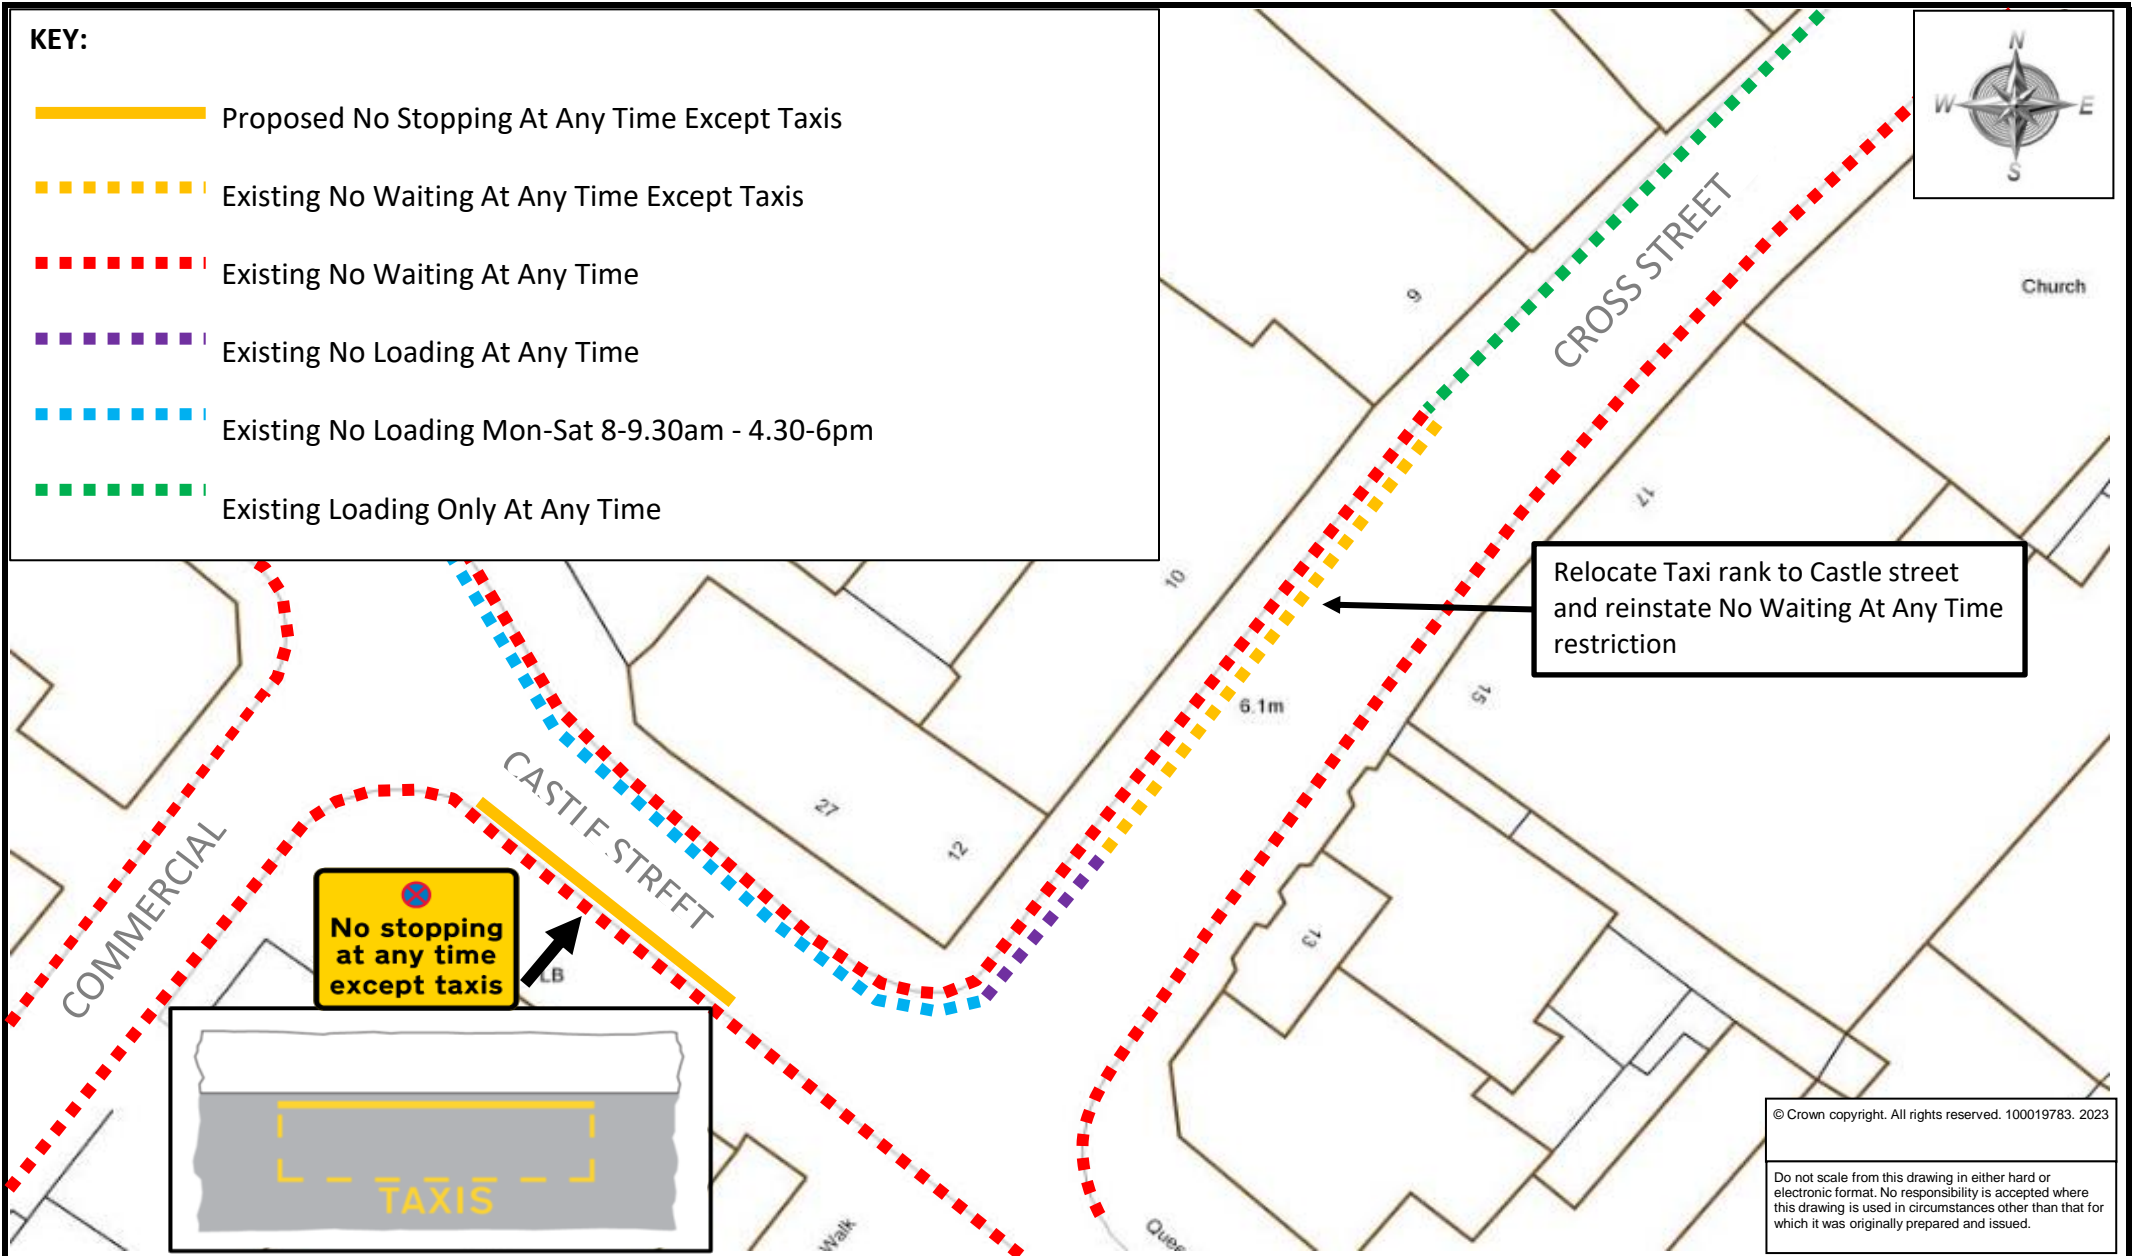 KEY:
Proposed No Stopping At Any Time Except Taxis
Existing No Waiting At Any Time Except Taxis
Existing No Waiting At Any Time
Existing No Loading At Any Time
Existing No Loading Mon-Sat 8-9.30am - 4.30-6pm
Existing Loading Only At Any Time
N
W
E
S
CROSS STREET
Church
9
17
10
Relocate Taxi rank to Castle street
and reinstate No Waiting At Any Time
restriction
15
6.1m
CASTLE STREET
27
12
13
COMMERCIAL
No stopping
at any time
except taxis
LB
TAXIS
Walk
Quee
© Crown copyright. All rights reserved. 100019783. 2023
Do not scale from this drawing in either hard or
electronic format. No responsibility is accepted where
this drawing is used in circumstances other than that for
which it was originally prepared and issued.